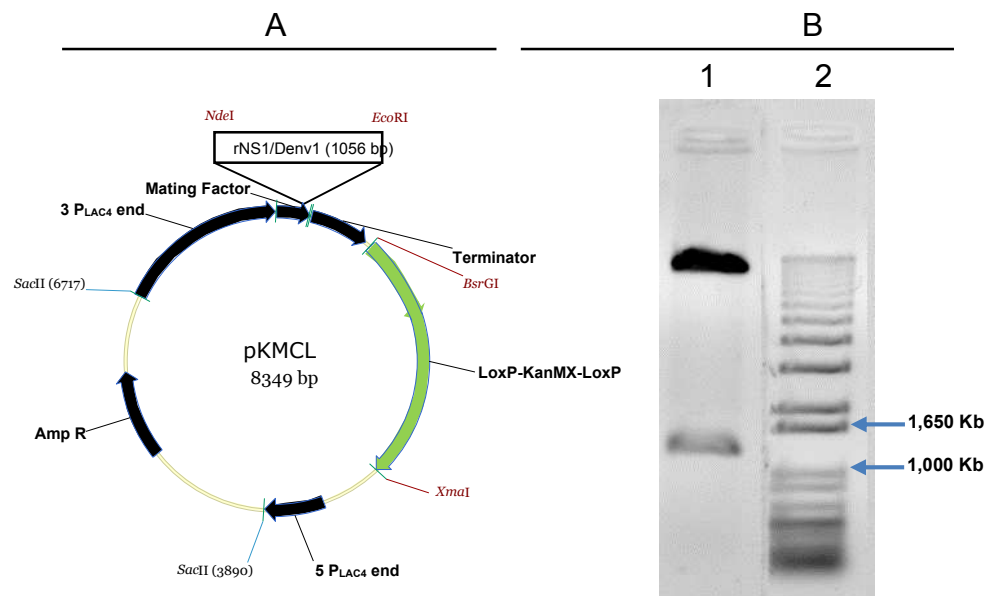 A
B
1
2
NdeI
EcoRI
rNS1/Denv1 (1056 bp)
Mating Factor
3 PLAC4 end
Terminator
BsrGI
SacII (6717)
pKMCL
8349 bp
LoxP-KanMX-LoxP
1,650 Kb
Amp R
1,000 Kb
XmaI
SacII (3890)
5 PLAC4 end